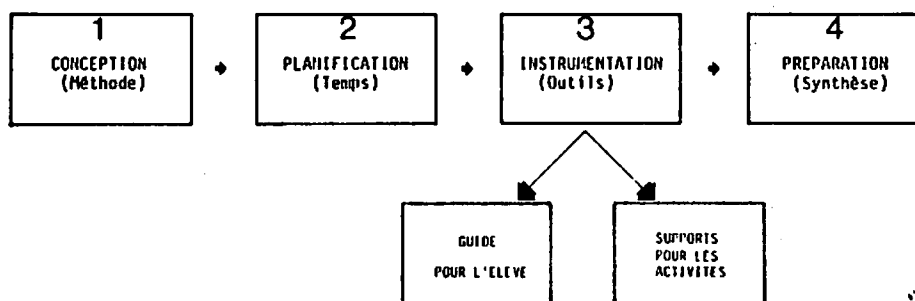 1
CONCEPTION
(Méthode)
2
PLANIFICATION
(Temps)
3
INSTRUMENTATION
(Outils)
4
PREPARATION
(Synthèse)
GUIDE
POUR L'ELEVE
SUPPORTS
POUR LES
ACTIVITES